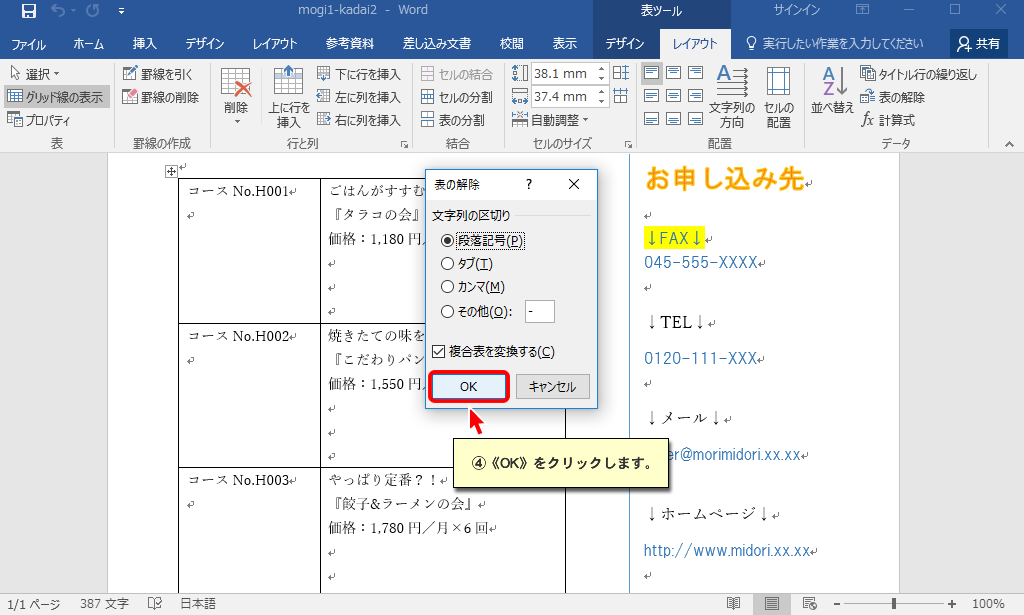 mogi1-kadai2 - Word
表ツール
サインイン
ファイル ホーム 挿入 デザイン レイアウト 参考資料 差し込み文書 校閲 表示 デザイン レイアウト 実行したい作業を入力してください 共有
選択
グリッド線の表示
プロパティ
表
罫線を引く
罫線の削除
罫線の作成
削除
上に行を
挿入
下に行を挿入
左に列を挿入
右に列を挿入
行と列
セルの結合
セルの分割
表の分割
結合
38.1 mm
37.4 mm
自動調整
セルのサイズ
文字列の
方向
セルの
配置
配置
並べ替え
タイトル行の繰り返し
表の解除
fx 計算式
データ
コース No.H001
ごはんがすすむ
『タラコの会』
価格：1,180 円
コース No.H002
焼きたての味を
『こだわりパン
価格：1,550 円
コース No.H003
やっぱり定番？！
『餃子&ラーメンの会』
価格：1,780 円／月×6 回
表の解除 ?
文字列の区切り
段落記号(P)
タブ(T)
カンマ(M)
その他(O): -
複合表を変換する(C)
OK キャンセル
④《OK》をクリックします。
お申し込み先
↓FAX↓
045-555-XXXX
↓TEL↓
0120-111-XXX
↓メール↓
er@morimidori.xx.xx
↓ホームページ↓
http://www.midori.xx.xx
1/1 ページ 387 文字 日本語 100%